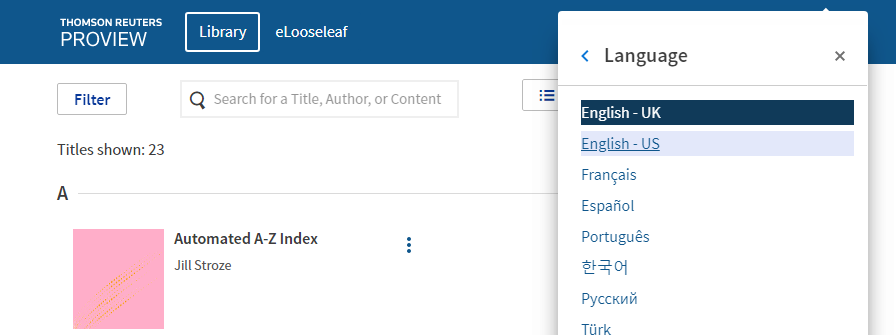 THOMSON REUTERS
PROVIEW
Library
eLooseleaf
Language
Filter
Search for a Title, Author, or Content
English - UK
English - US
Titles shown: 23
Français
A
Español
Automated A-Z Index
Português
Jill Stroze
한국어
Русский
Türk